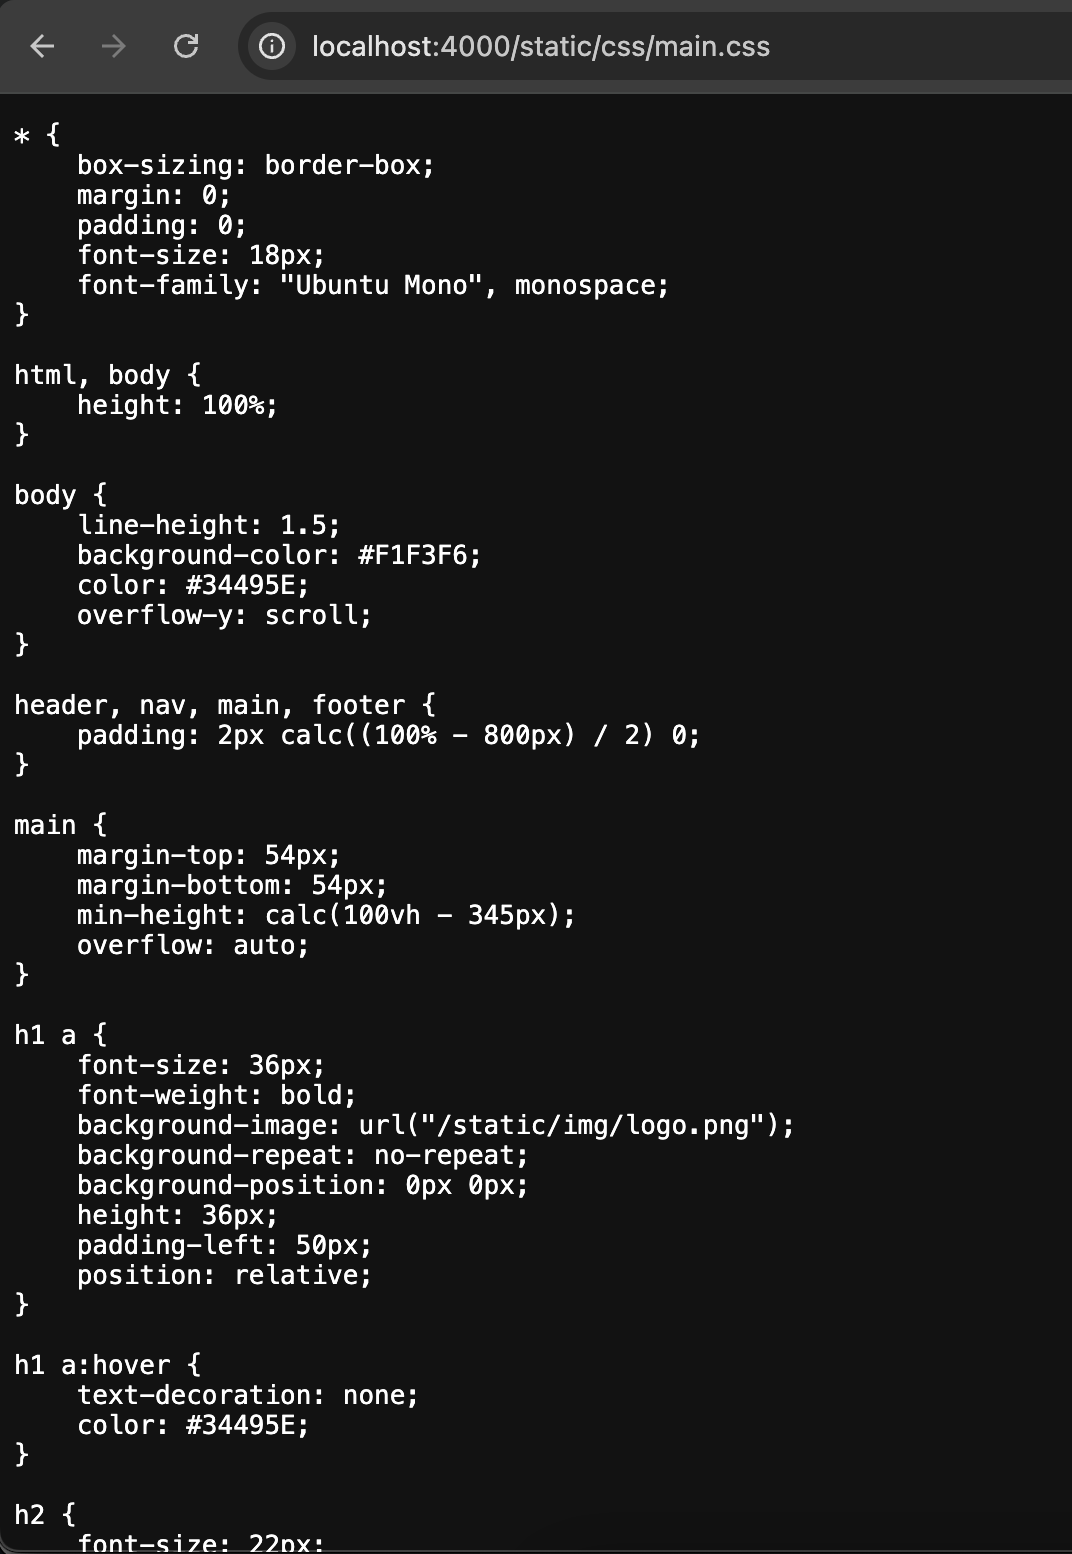 localhost:4000/static/css/main.css
* {
    box-sizing: border-box;
    margin: 0;
    padding: 0;
    font-size: 18px;
    font-family: "Ubuntu Mono", monospace;
}
html, body {
    height: 100%;
}
body {
    line-height: 1.5;
    background-color: #F1F3F6;
    color: #34495E;
    overflow-y: scroll;
}
header, nav, main, footer {
    padding: 2px calc((100% - 800px) / 2) 0;
}
main {
    margin-top: 54px;
    margin-bottom: 54px;
    min-height: calc(100vh - 345px);
    overflow: auto;
}
h1 a {
    font-size: 36px;
    font-weight: bold;
    background-image: url("/static/img/logo.png");
    background-repeat: no-repeat;
    background-position: 0px 0px;
    height: 36px;
    padding-left: 50px;
    position: relative;
}
h1 a:hover {
    text-decoration: none;
    color: #34495E;
}
h2 {
    font-size: 22px;